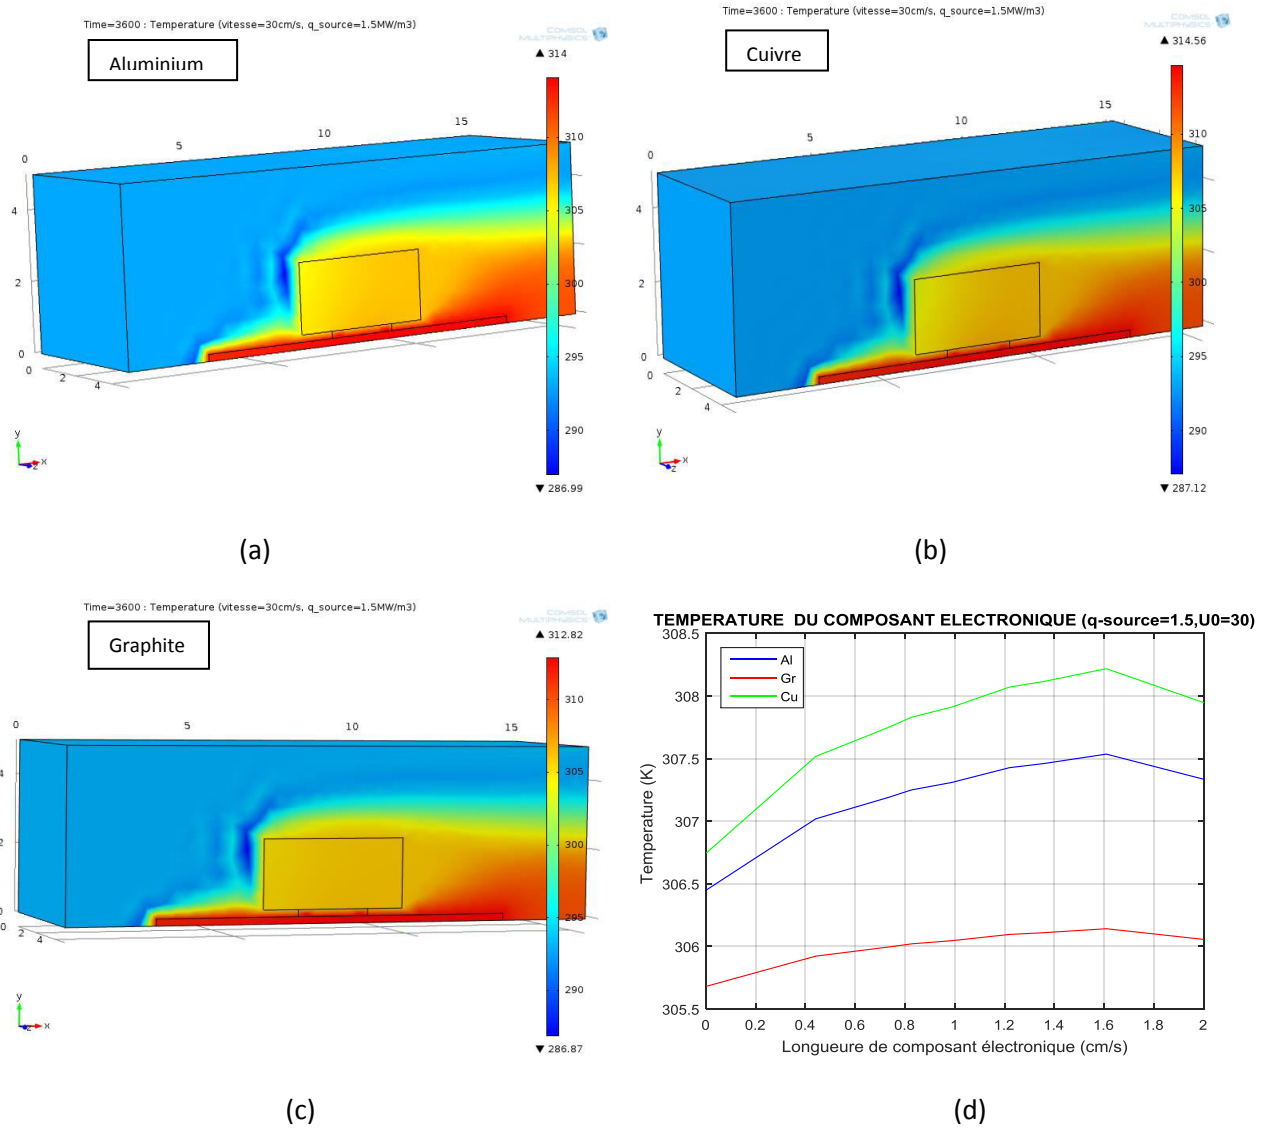 Time=3600 : Temperature (vitesse=30cm/s, q_source=1.5MW/m3)
COMSOL
MULTIPHYSICS
Aluminium
▲ 314
0
5
10
15
310
305
300
295
290
4
2
0
0
2
4
y
x
z
▼ 286.99
(a)
Time=3600 : Temperature (vitesse=30cm/s, q_source=1.5MW/m3)
COMSOL
MULTIPHYSICS
Cuivre
▲ 314.56
0
5
10
15
310
305
300
295
290
4
2
0
0
2
4
y
x
z
▼ 287.12
(b)
Time=3600 : Temperature (vitesse=30cm/s, q_source=1.5MW/m3)
COMSOL
MULTIPHYSICS
Graphite
▲ 312.82
0
5
10
15
310
305
300
295
290
4
2
0
0
2
4
y
z
x
▼ 286.87
(c)
TEMPERATURE DU COMPOSANT ELECTRONIQUE (q-source=1.5,U0=30)
308.5
308
307.5
307
306.5
306
305.5
Temperature (K)
Al
Gr
Cu
0 0.2 0.4 0.6 0.8 1 1.2 1.4 1.6 1.8 2
Longueure de composant électronique (cm/s)
(d)